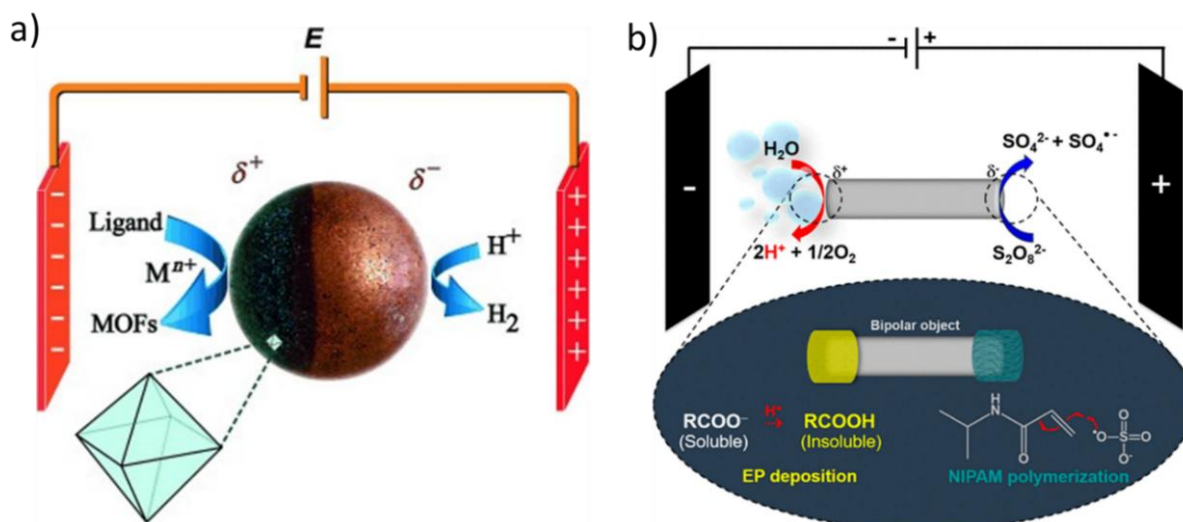 a)
E
δ+
δ−
Ligand
Mn+
MOFs
H+
H2
− − − − − −
+ + + + + +
b)
- +
H2O
δ+
2H+ + 1/2O2
δ-
SO42- + SO4•-
S2O82-
-
+
Bipolar object
RCOO− H+ → RCOOH
(Soluble) (Insoluble)
EP deposition
H
N
O
•O
O
S
O
O-
NIPAM polymerization